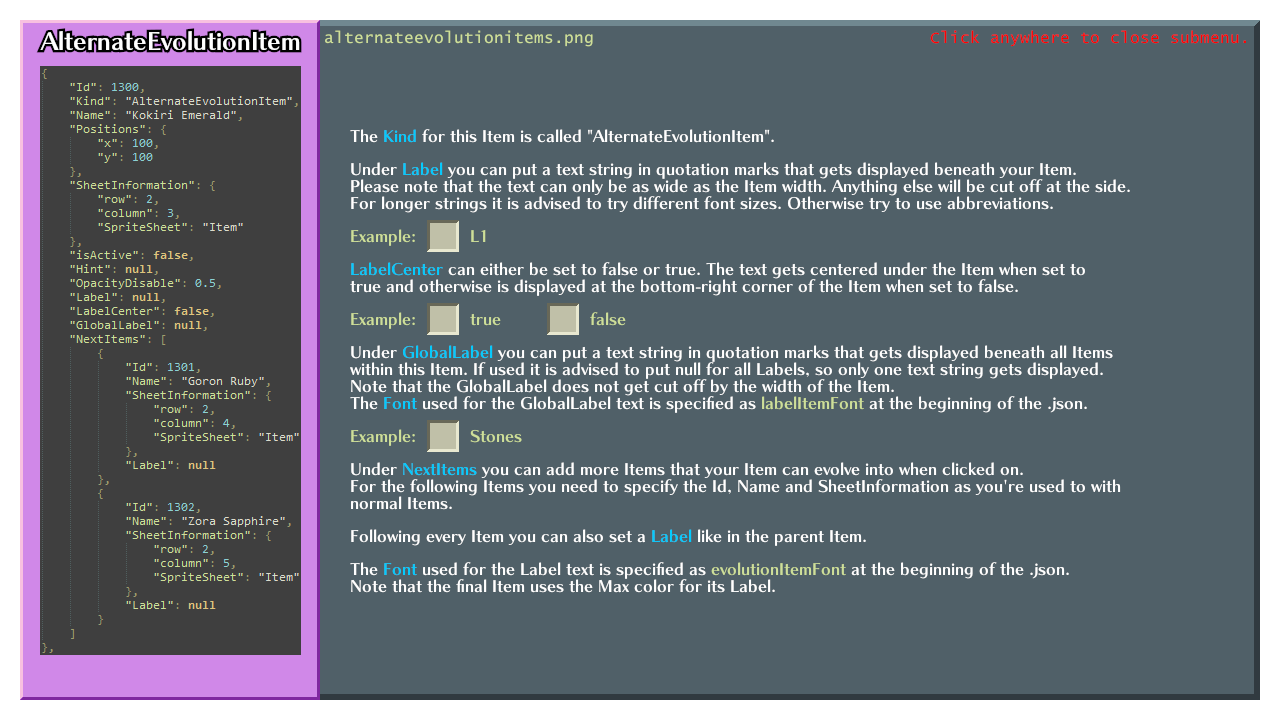 AlternateEvolutionItem
{
"Id": 1300,
"Kind": "AlternateEvolutionItem",
"Name": "Kokiri Emerald",
"Positions": {
"x": 100,
"y": 100
},
"SheetInformation": {
"row": 2,
"column": 3,
"SpriteSheet": "Item"
},
"isActive": false,
"Hint": null,
"OpacityDisable": 0.5,
"Label": null,
"LabelCenter": false,
"GlobalLabel": null,
"NextItems": [
{
"Id": 1301,
"Name": "Goron Ruby",
"SheetInformation": {
"row": 2,
"column": 4,
"SpriteSheet": "Item"
},
"Label": null
},
{
"Id": 1302,
"Name": "Zora Sapphire",
"SheetInformation": {
"row": 2,
"column": 5,
"SpriteSheet": "Item"
},
"Label": null
}
]
},
alternateevolutionitems.png
Click anywhere to close submenu.
The Kind for this Item is called "AlternateEvolutionItem".
Under Label you can put a text string in quotation marks that gets displayed beneath your Item.
Please note that the text can only be as wide as the Item width. Anything else will be cut off at the side.
For longer strings it is advised to try different font sizes. Otherwise try to use abbreviations.
Example: L1
LabelCenter can either be set to false or true. The text gets centered under the Item when set to
true and otherwise is displayed at the bottom-right corner of the Item when set to false.
Example: true false
Under GlobalLabel you can put a text string in quotation marks that gets displayed beneath all Items
within this Item. If used it is advised to put null for all Labels, so only one text string gets displayed.
Note that the GlobalLabel does not get cut off by the width of the Item.
The Font used for the GlobalLabel text is specified as labelItemFont at the beginning of the .json.
Example: Stones
Under NextItems you can add more Items that your Item can evolve into when clicked on.
For the following Items you need to specify the Id, Name and SheetInformation as you're used to with
normal Items.
Following every Item you can also set a Label like in the parent Item.
The Font used for the Label text is specified as evolutionItemFont at the beginning of the .json.
Note that the final Item uses the Max color for its Label.